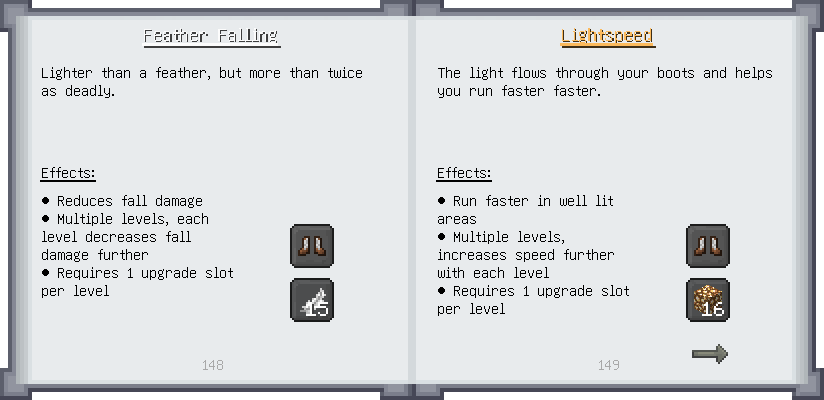 Feather Falling
Lighter than a feather, but more than twice
as deadly.
Effects:
• Reduces fall damage
• Multiple levels, each
level decreases fall
damage further
• Requires 1 upgrade slot
per level
15
148
Lightspeed
The light flows through your boots and helps
you run faster faster.
Effects:
• Run faster in well lit
areas
• Multiple levels,
increases speed further
with each level
• Requires 1 upgrade slot
per level
16
149